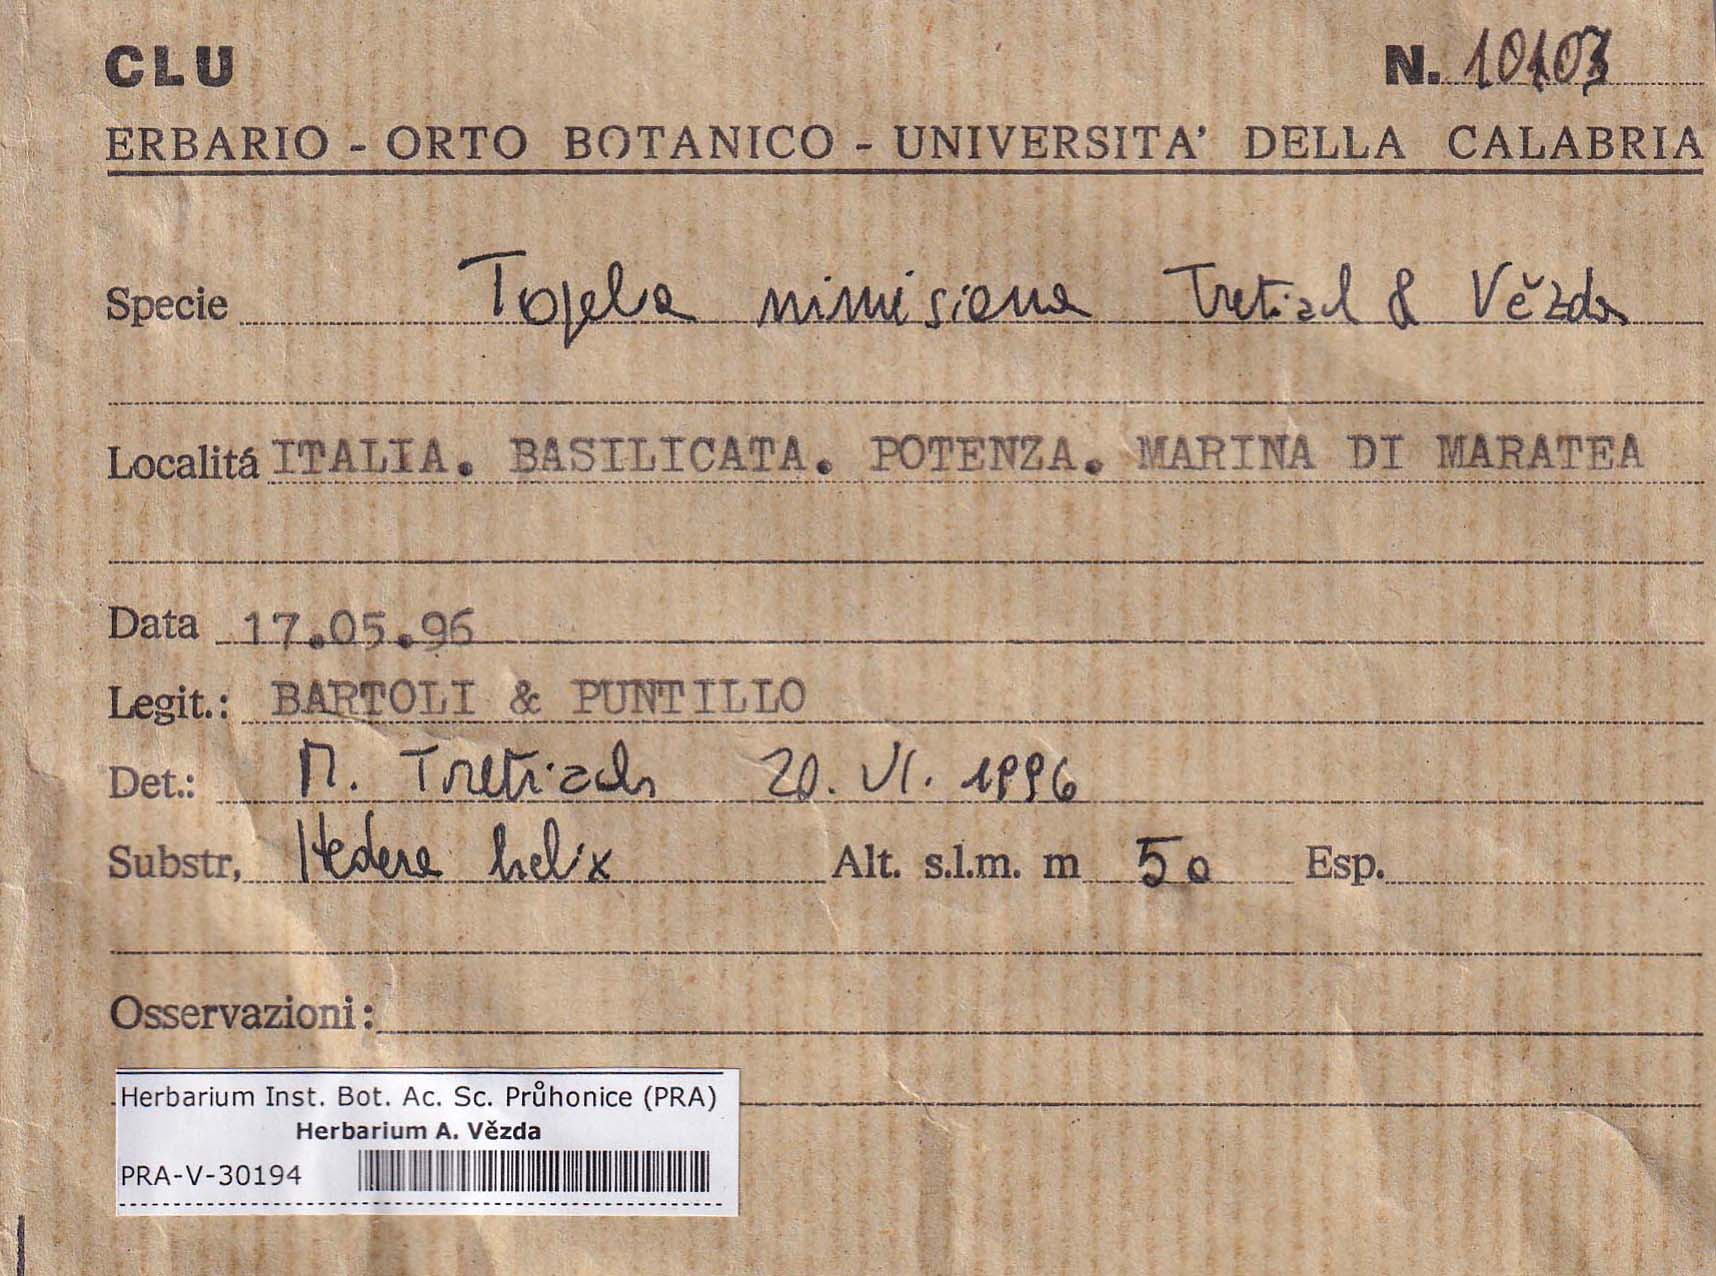 CLU N. 10103
ERBARIO - ORTO BOTANICO - UNIVERSITA' DELLA CALABRIA
Specie Topelia nimisiana Tretiach & Vězda
Localitá ITALIA. BASILICATA. POTENZA. MARINA DI MARATEA
Data 17.05.96
Legit.: BARTOLI & PUNTILLO
Det.: M. Tretiach 20. VI. 1996
Substr, Hedera helix Alt. s.l.m. m 50 Esp.
Osservazioni:
Herbarium Inst. Bot. Ac. Sc. Průhonice (PRA)
Herbarium A. Vězda
PRA-V-30194